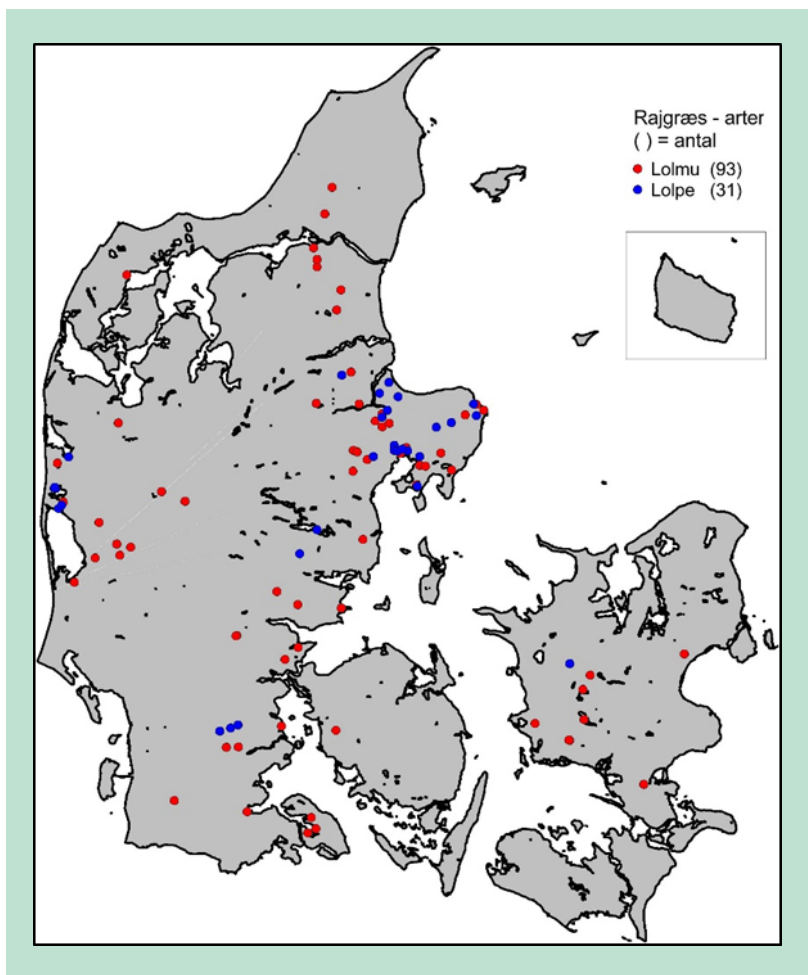 Rajgræs - arter
( ) = antal
Lolmu (93)
Lolpe (31)